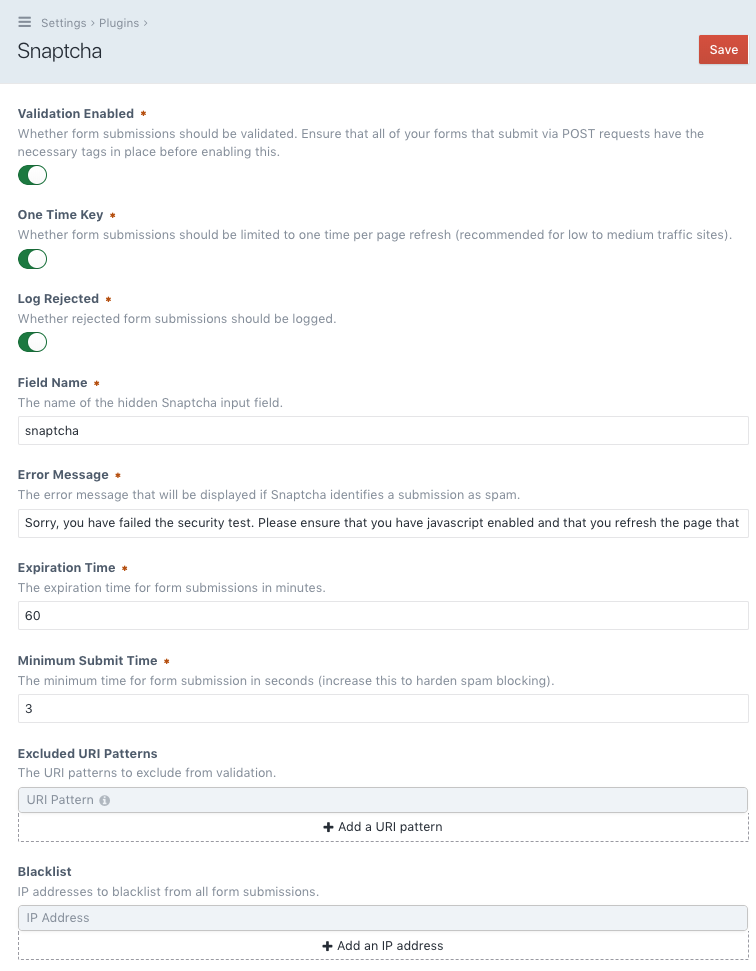 Settings › Plugins ›
Snaptcha
Save
Validation Enabled *
Whether form submissions should be validated. Ensure that all of your forms that submit via POST requests have the
necessary tags in place before enabling this.
One Time Key *
Whether form submissions should be limited to one time per page refresh (recommended for low to medium traffic sites).
Log Rejected *
Whether rejected form submissions should be logged.
Field Name *
The name of the hidden Snaptcha input field.
snaptcha
Error Message *
The error message that will be displayed if Snaptcha identifies a submission as spam.
Sorry, you have failed the security test. Please ensure that you have javascript enabled and that you refresh the page that
Expiration Time *
The expiration time for form submissions in minutes.
60
Minimum Submit Time *
The minimum time for form submission in seconds (increase this to harden spam blocking).
3
Excluded URI Patterns
The URI patterns to exclude from validation.
URI Pattern
+ Add a URI pattern
Blacklist
IP addresses to blacklist from all form submissions.
IP Address
+ Add an IP address